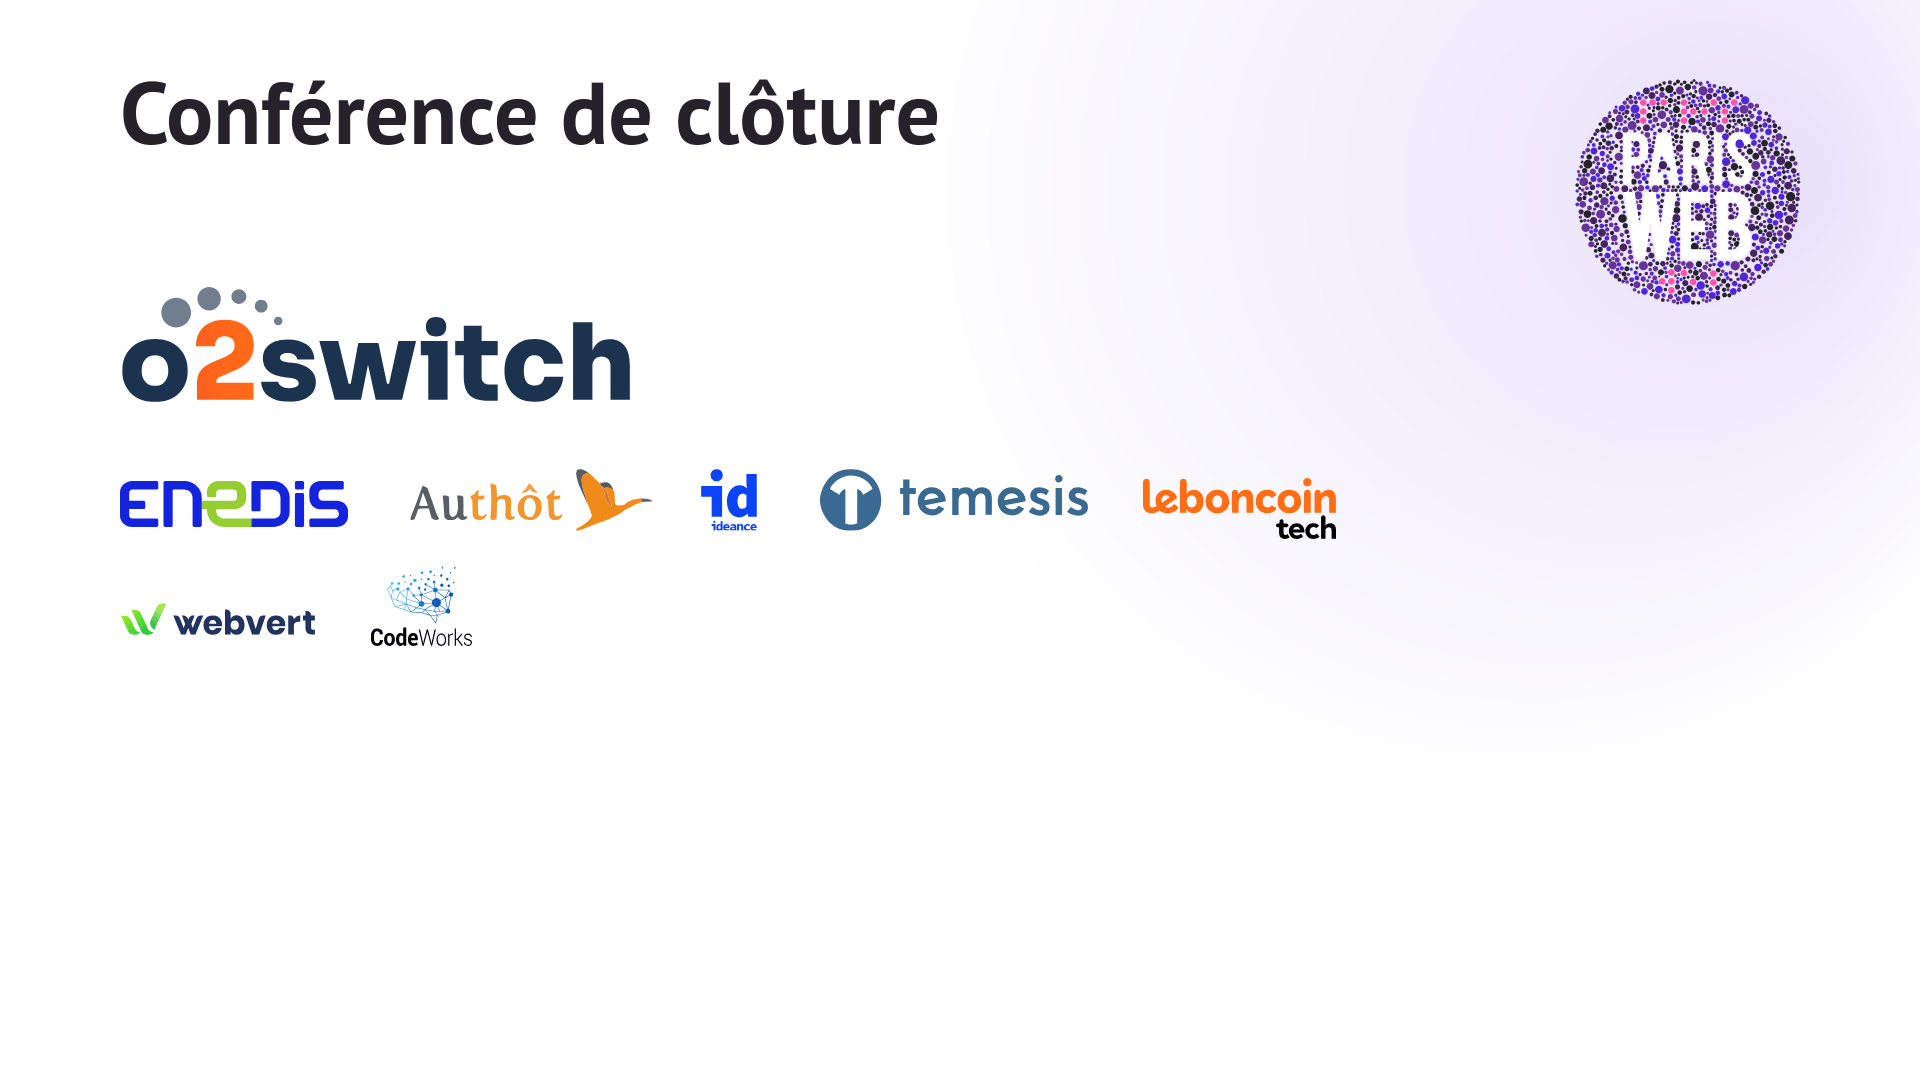 Conférence de clôture
PARIS
WEB
o2switch
ENEDIS
Authôt
id
ideance
temesis
leboncoin
tech
webvert
CodeWorks